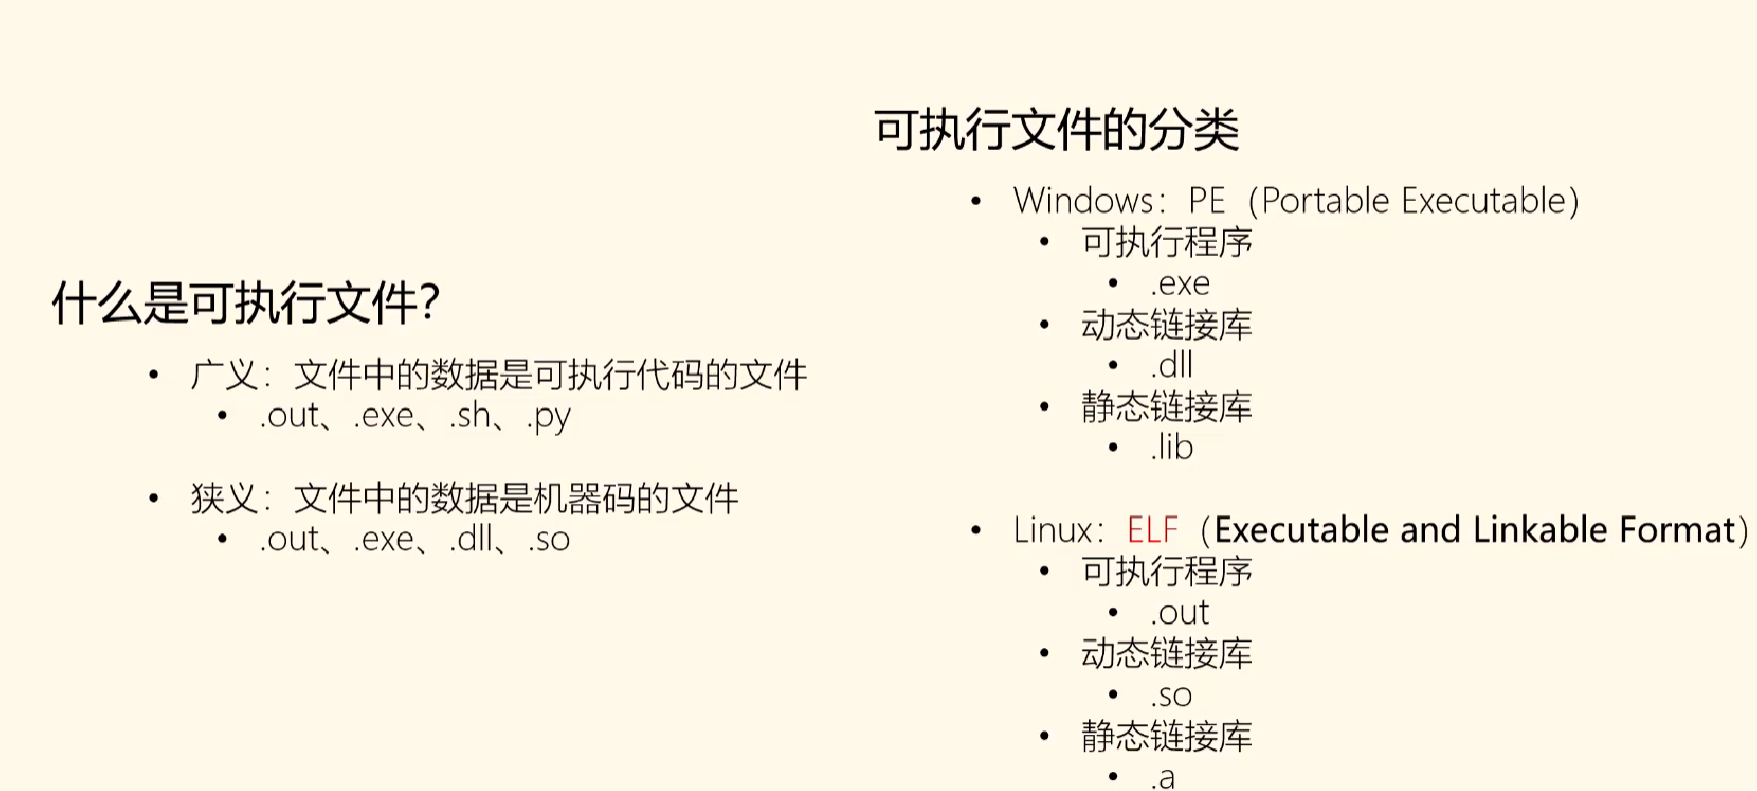 什么是可执行文件?
• 广义：文件中的数据是可执行代码的文件
• .out、.exe、.sh、.py
• 狭义：文件中的数据是机器码的文件
• .out、.exe、.dll、.so
可执行文件的分类
• Windows：PE（Portable Executable）
• 可执行程序
• .exe
• 动态链接库
• .dll
• 静态链接库
• .lib
• Linux：ELF（Executable and Linkable Format）
• 可执行程序
• .out
• 动态链接库
• .so
• 静态链接库
• .a